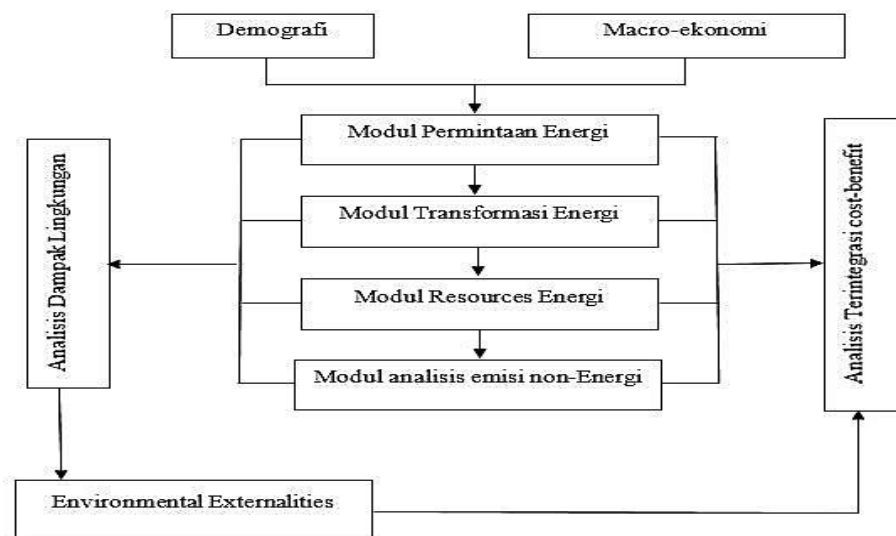 Demografi
Macro-ekonomi
Modul Permintaan Energi
Modul Transformasi Energi
Modul Resources Energi
Modul analisis emisi non-Energi
Analisis Dampak Lingkungan
Analisis Terintegrasi cost-benefit
Environmental Externalities